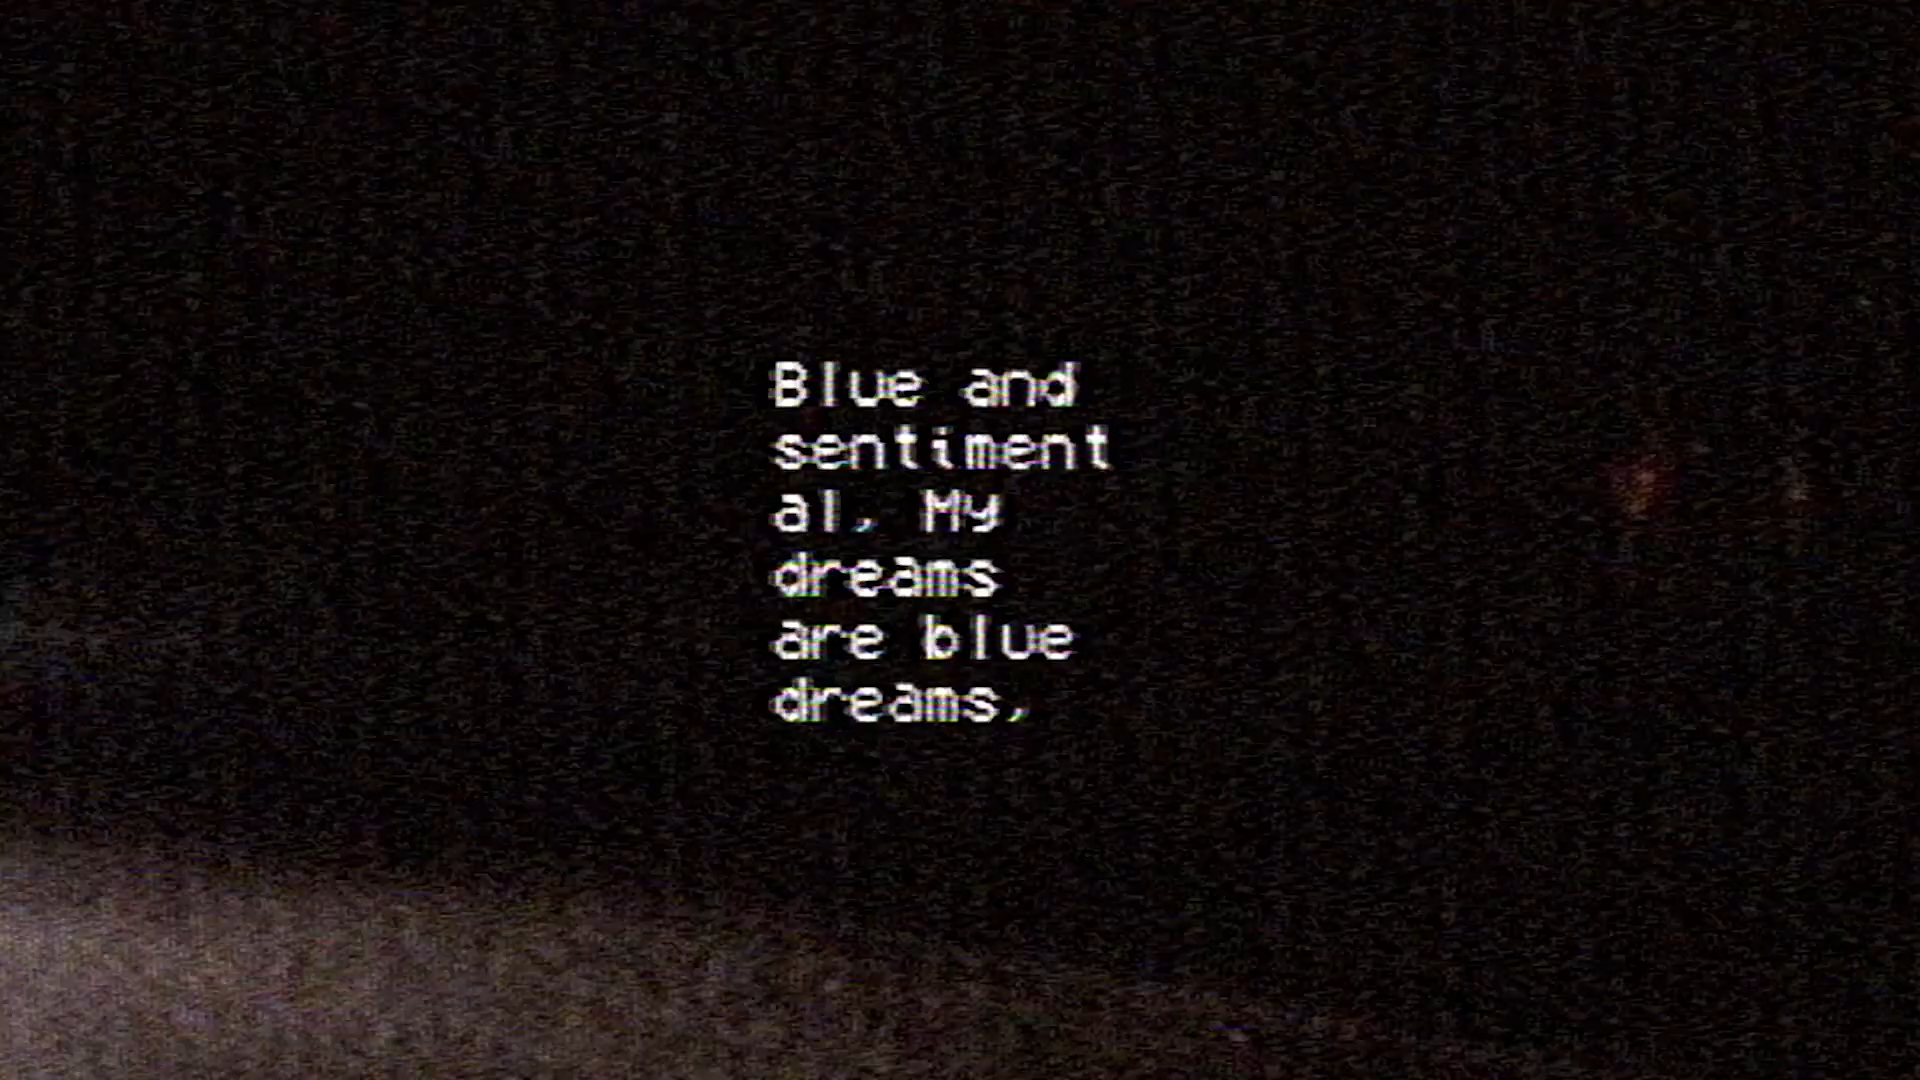 Blue and
sentiment
al, My
dreams
are blue
dreams,